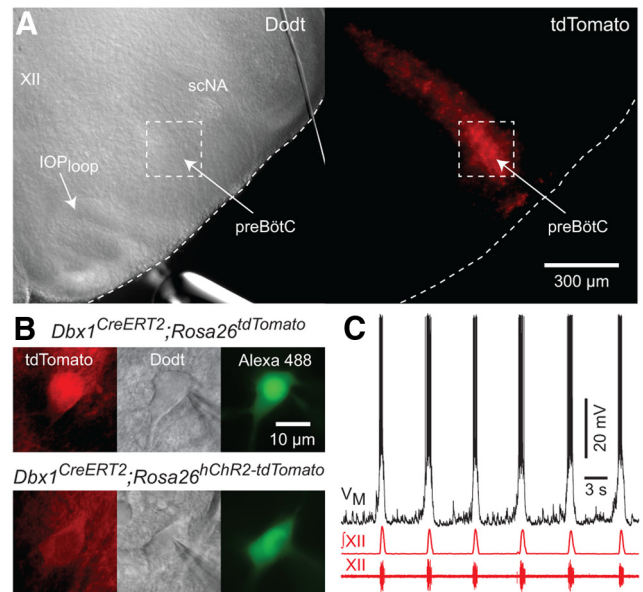 A
Dodt
tdTomato
XII
scNA
IOPloop
preBötC
preBötC
300 µm
B
Dbx1CreERT2;Rosa26tdTomato
tdTomato
Dodt
Alexa 488
10 µm
Dbx1CreERT2;Rosa26hChR2-tdTomato
C
20 mV
3 s
VM
∫XII
XII